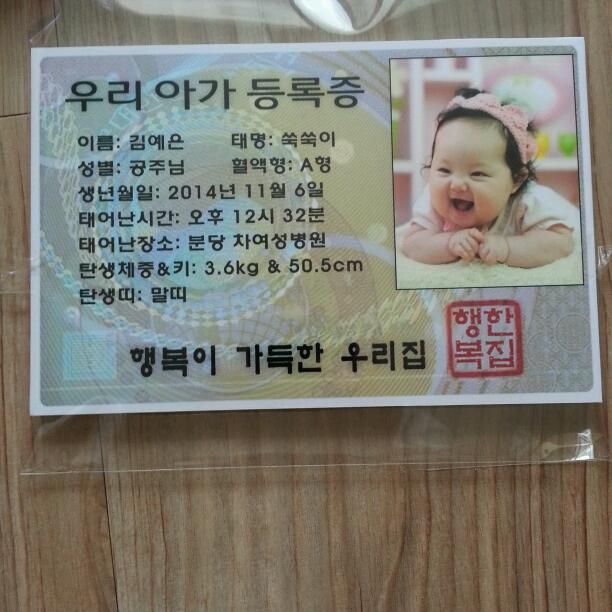 우리 아가 등록증
이름: 김예은 태명: 쑥쑥이
성별: 공주님 혈액형: A형
생년월일: 2014년 11월 6일
태어난시간: 오후 12시 32분
태어난장소: 분당 차여성병원
탄생체중&키: 3.6kg & 50.5cm
탄생띠: 말띠
행복이 가득한 우리집
행한
복집